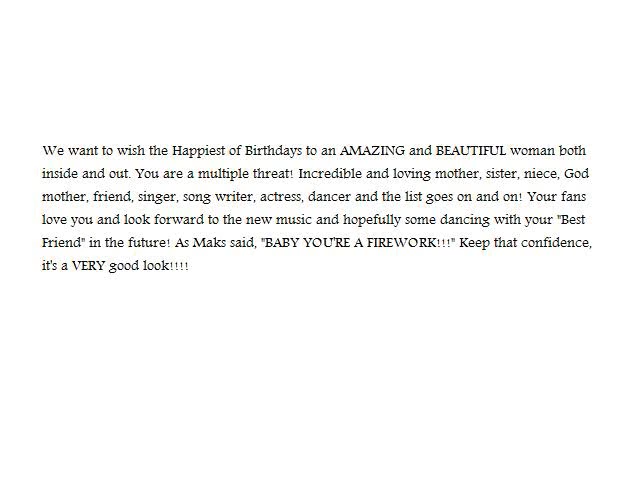 We want to wish the Happiest of Birthdays to an AMAZING and BEAUTIFUL woman both
inside and out. You are a multiple threat! Incredible and loving mother, sister, niece, God
mother, friend, singer, song writer, actress, dancer and the list goes on and on! Your fans
love you and look forward to the new music and hopefully some dancing with your "Best
Friend" in the future! As Maks said, "BABY YOU'RE A FIREWORK!!!" Keep that confidence,
it's a VERY good look!!!!